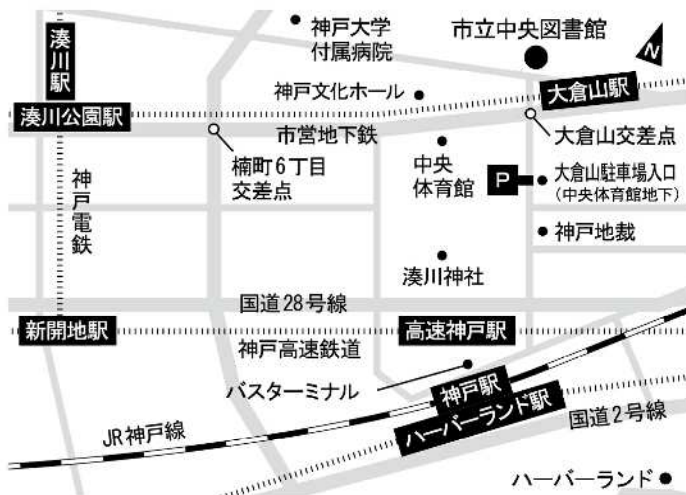 湊川駅
神戸大学
付属病院
市立中央図書館
N
神戸文化ホール
大倉山駅
湊川公園駅
市営地下鉄
大倉山交差点
楠町6丁目
交差点
中央
体育館
P
大倉山駐車場入口
(中央体育館地下)
神戸電鉄
神戸地裁
湊川神社
国道28号線
新開地駅
高速神戸駅
神戸高速鉄道
バスターミナル
神戸駅
ハーバーランド駅
国道2号線
JR神戸線
ハーバーランド